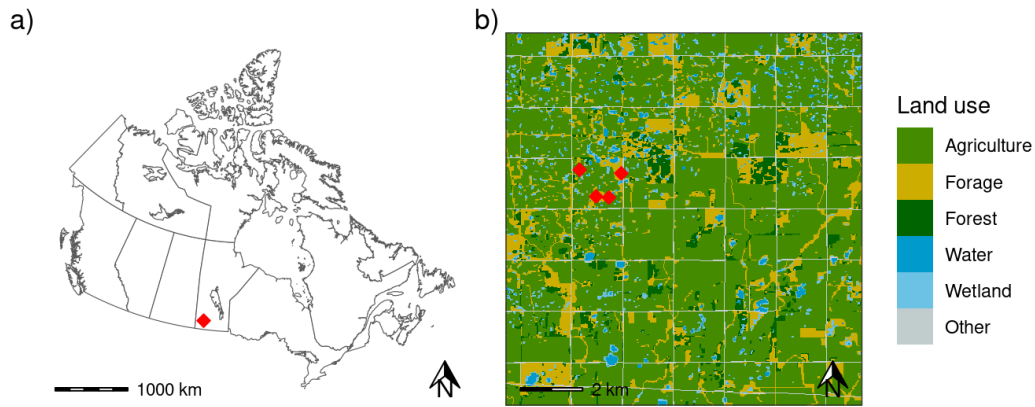 a)
1000 km
N
b)
2 km
N
Land use
Agriculture
Forage
Forest
Water
Wetland
Other